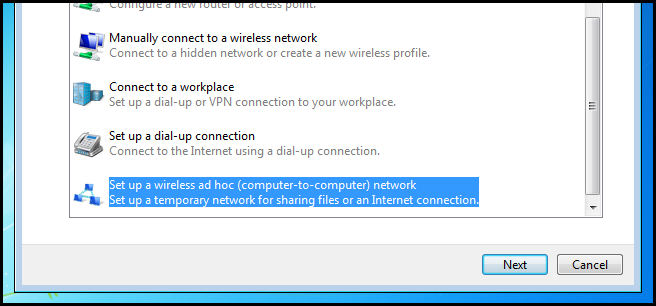 Configure a new router or access point.
Manually connect to a wireless network
Connect to a hidden network or create a new wireless profile.
Connect to a workplace
Set up a dial-up or VPN connection to your workplace.
Set up a dial-up connection
Connect to the Internet using a dial-up connection.
Set up a wireless ad hoc (computer-to-computer) network
Set up a temporary network for sharing files or an Internet connection.
Next
Cancel